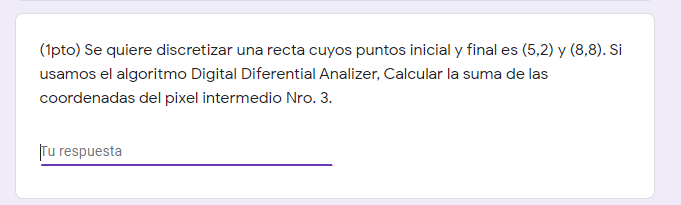 (1pto) Se quiere discretizar una recta cuyos puntos inicial y final es (5,2) y (8,8). Si
usamos el algoritmo Digital Diferential Analizer, Calcular la suma de las
coordenadas del pixel intermedio Nro. 3.
Tu respuesta